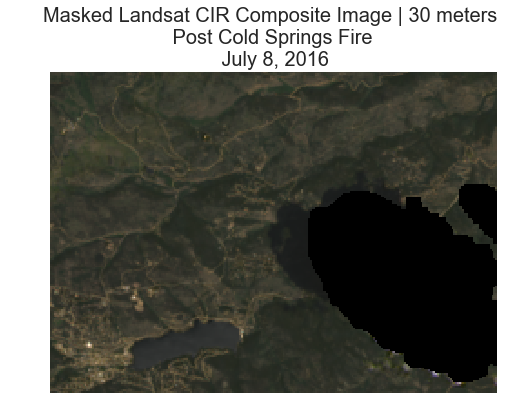 Masked Landsat CIR Composite Image | 30 meters
Post Cold Springs Fire
July 8, 2016